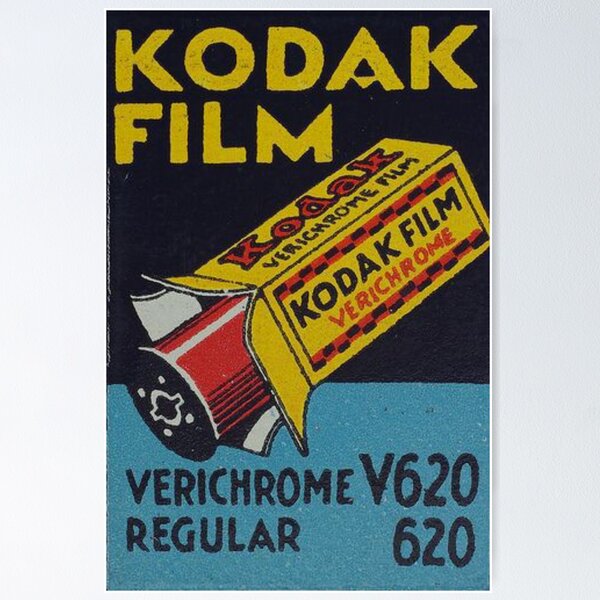 KODAK
FILM
Kodak
VERICHROME FILM
KODAK FILM
VERICHROME
VERICHROME V620
REGULAR 620